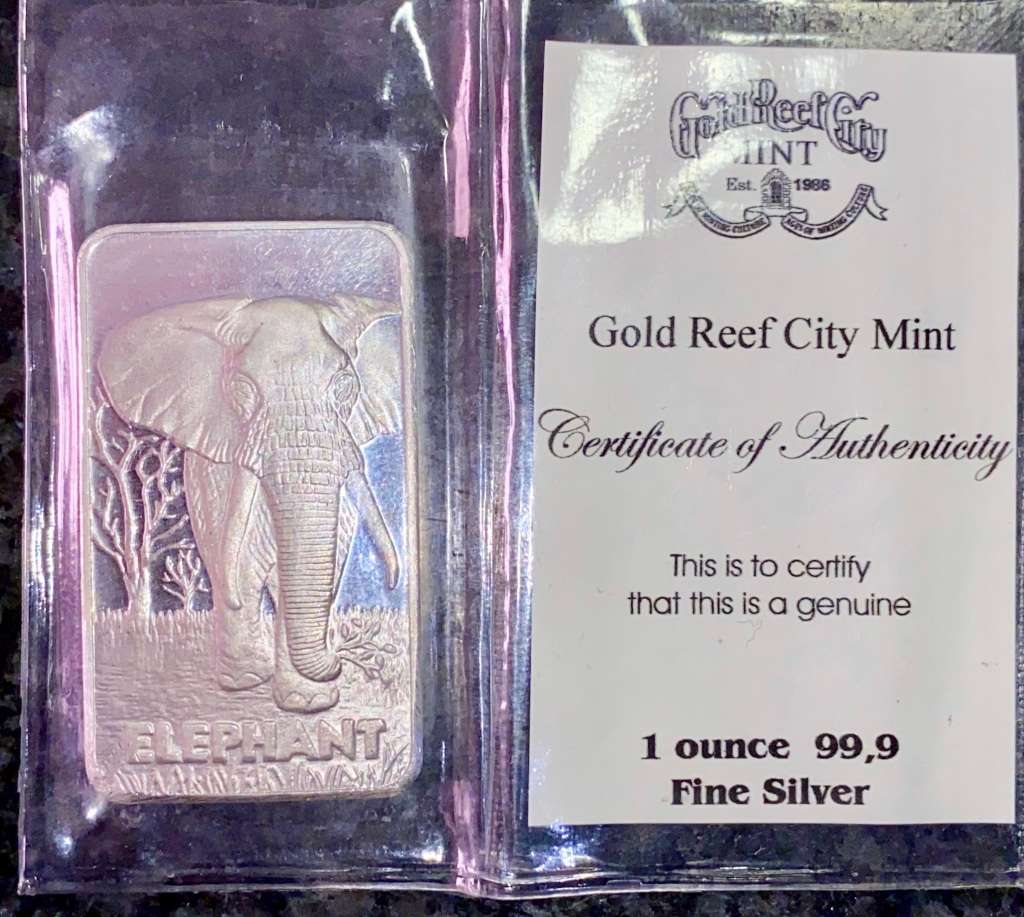 ELEPHANT
Gold Reef City
MINT
Est. 1986
Gold Reef City Mint
Certificate of Authenticity
This is to certify
that this is a genuine
1 ounce 99,9
Fine Silver